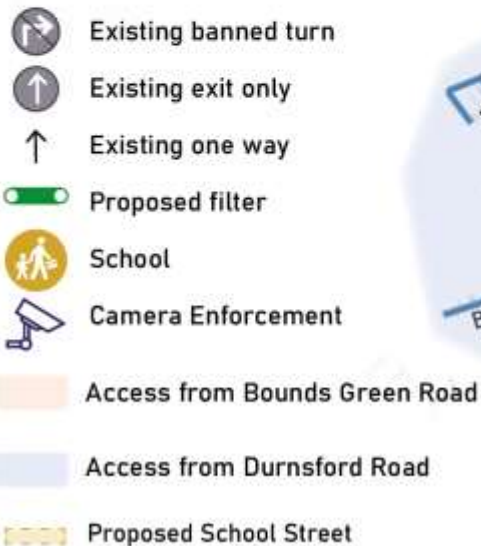 Existing banned turn
Existing exit only
Existing one way
Proposed filter
School
Camera Enforcement
Access from Bounds Green Road
Access from Durnsford Road
Proposed School Street